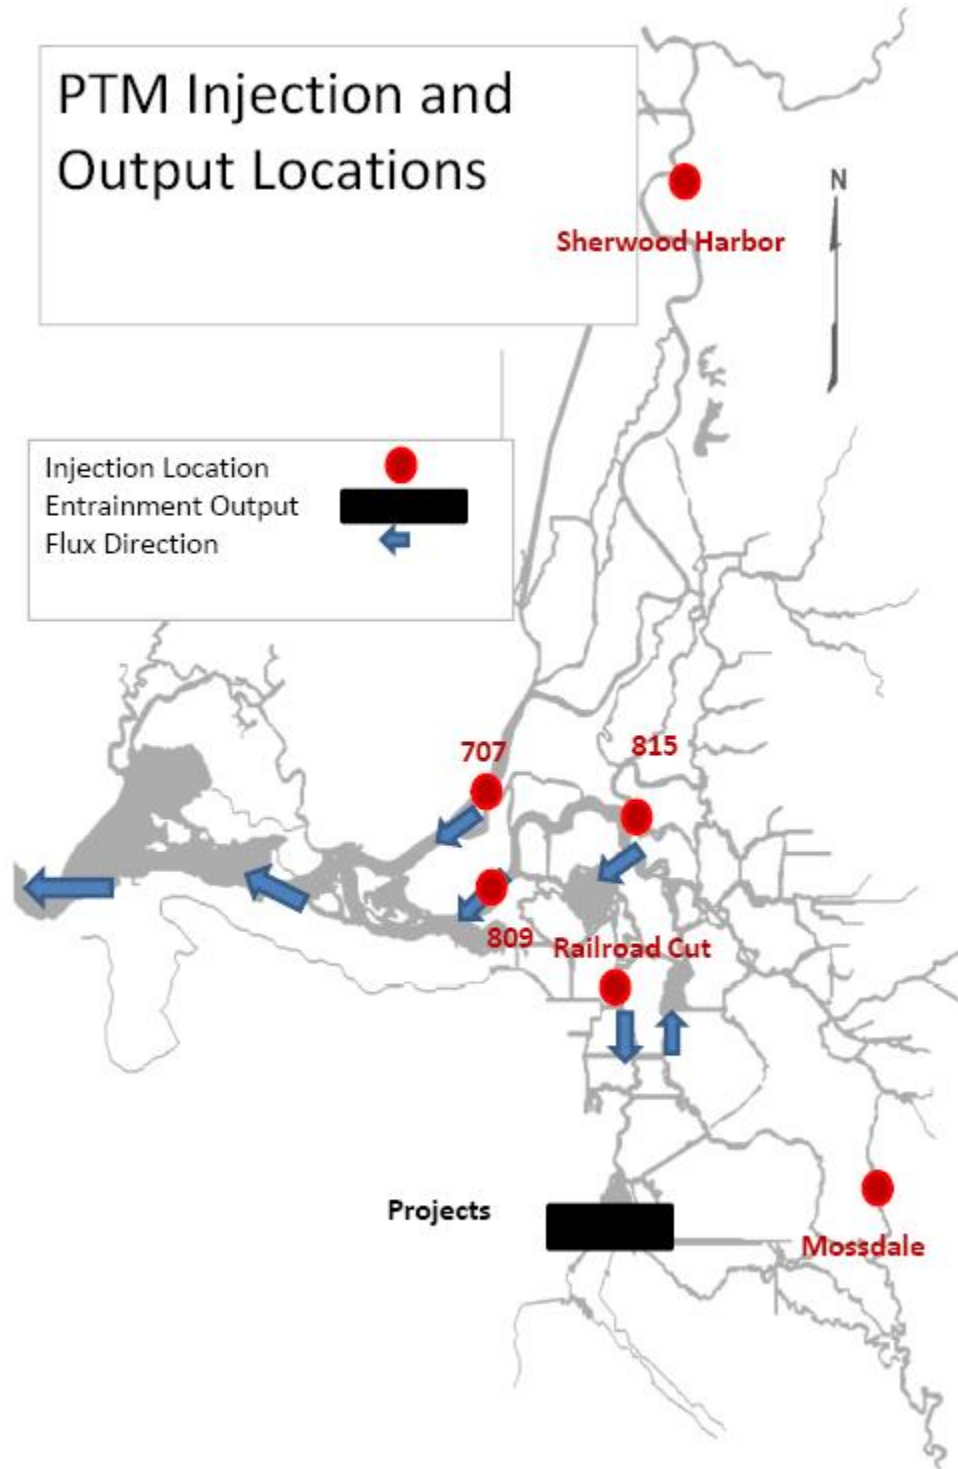 PTM Injection and
Output Locations
N
Sherwood Harbor
Injection Location
Entrainment Output
Flux Direction
707
815
809
Railroad Cut
Projects
Mossdale